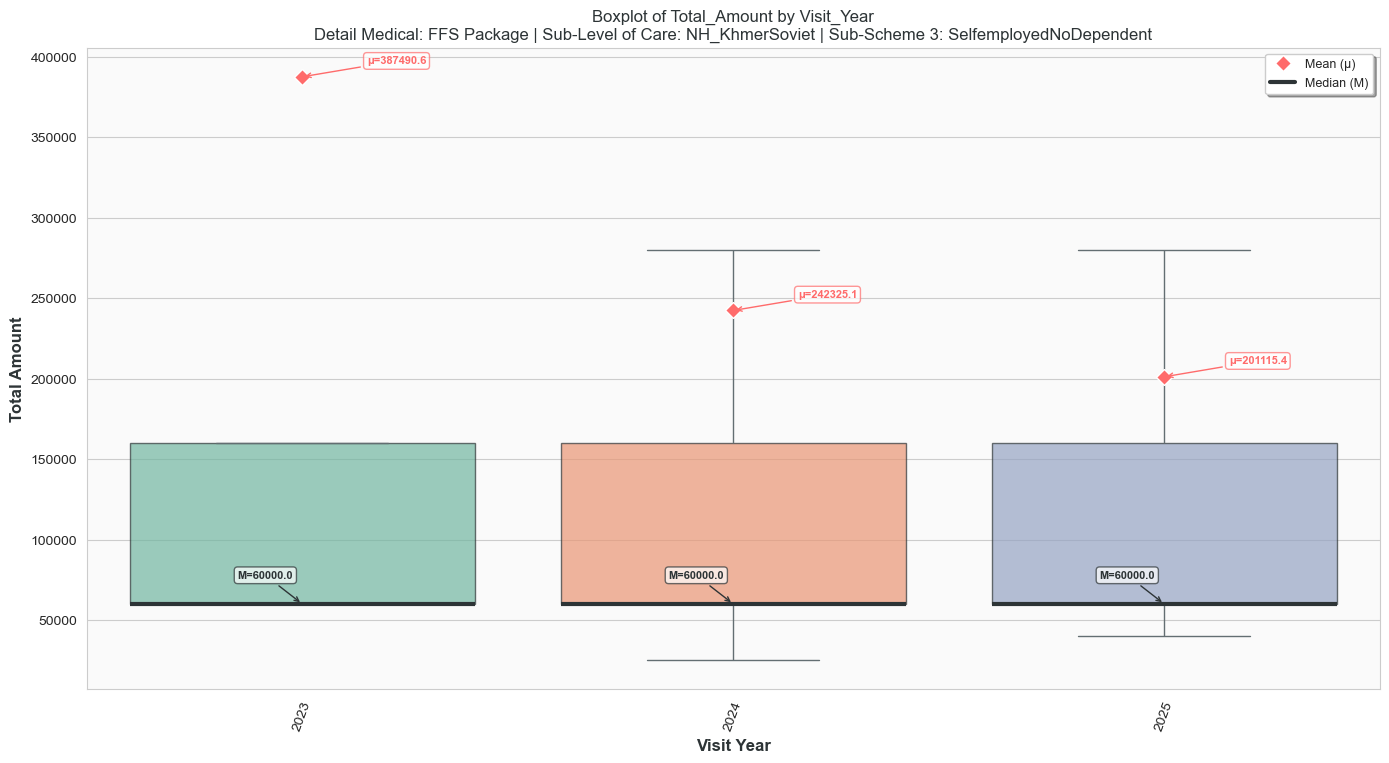 Boxplot of Total_Amount by Visit_Year
Detail Medical: FFS Package | Sub-Level of Care: NH_KhmerSoviet | Sub-Scheme 3: SelfemployedNoDependent
Mean (μ)
Median (M)
Total Amount
400000
350000
300000
250000
200000
150000
100000
50000
μ=387490.6
μ=242325.1
μ=201115.4
M=60000.0
M=60000.0
M=60000.0
2023
2024
2025
Visit Year